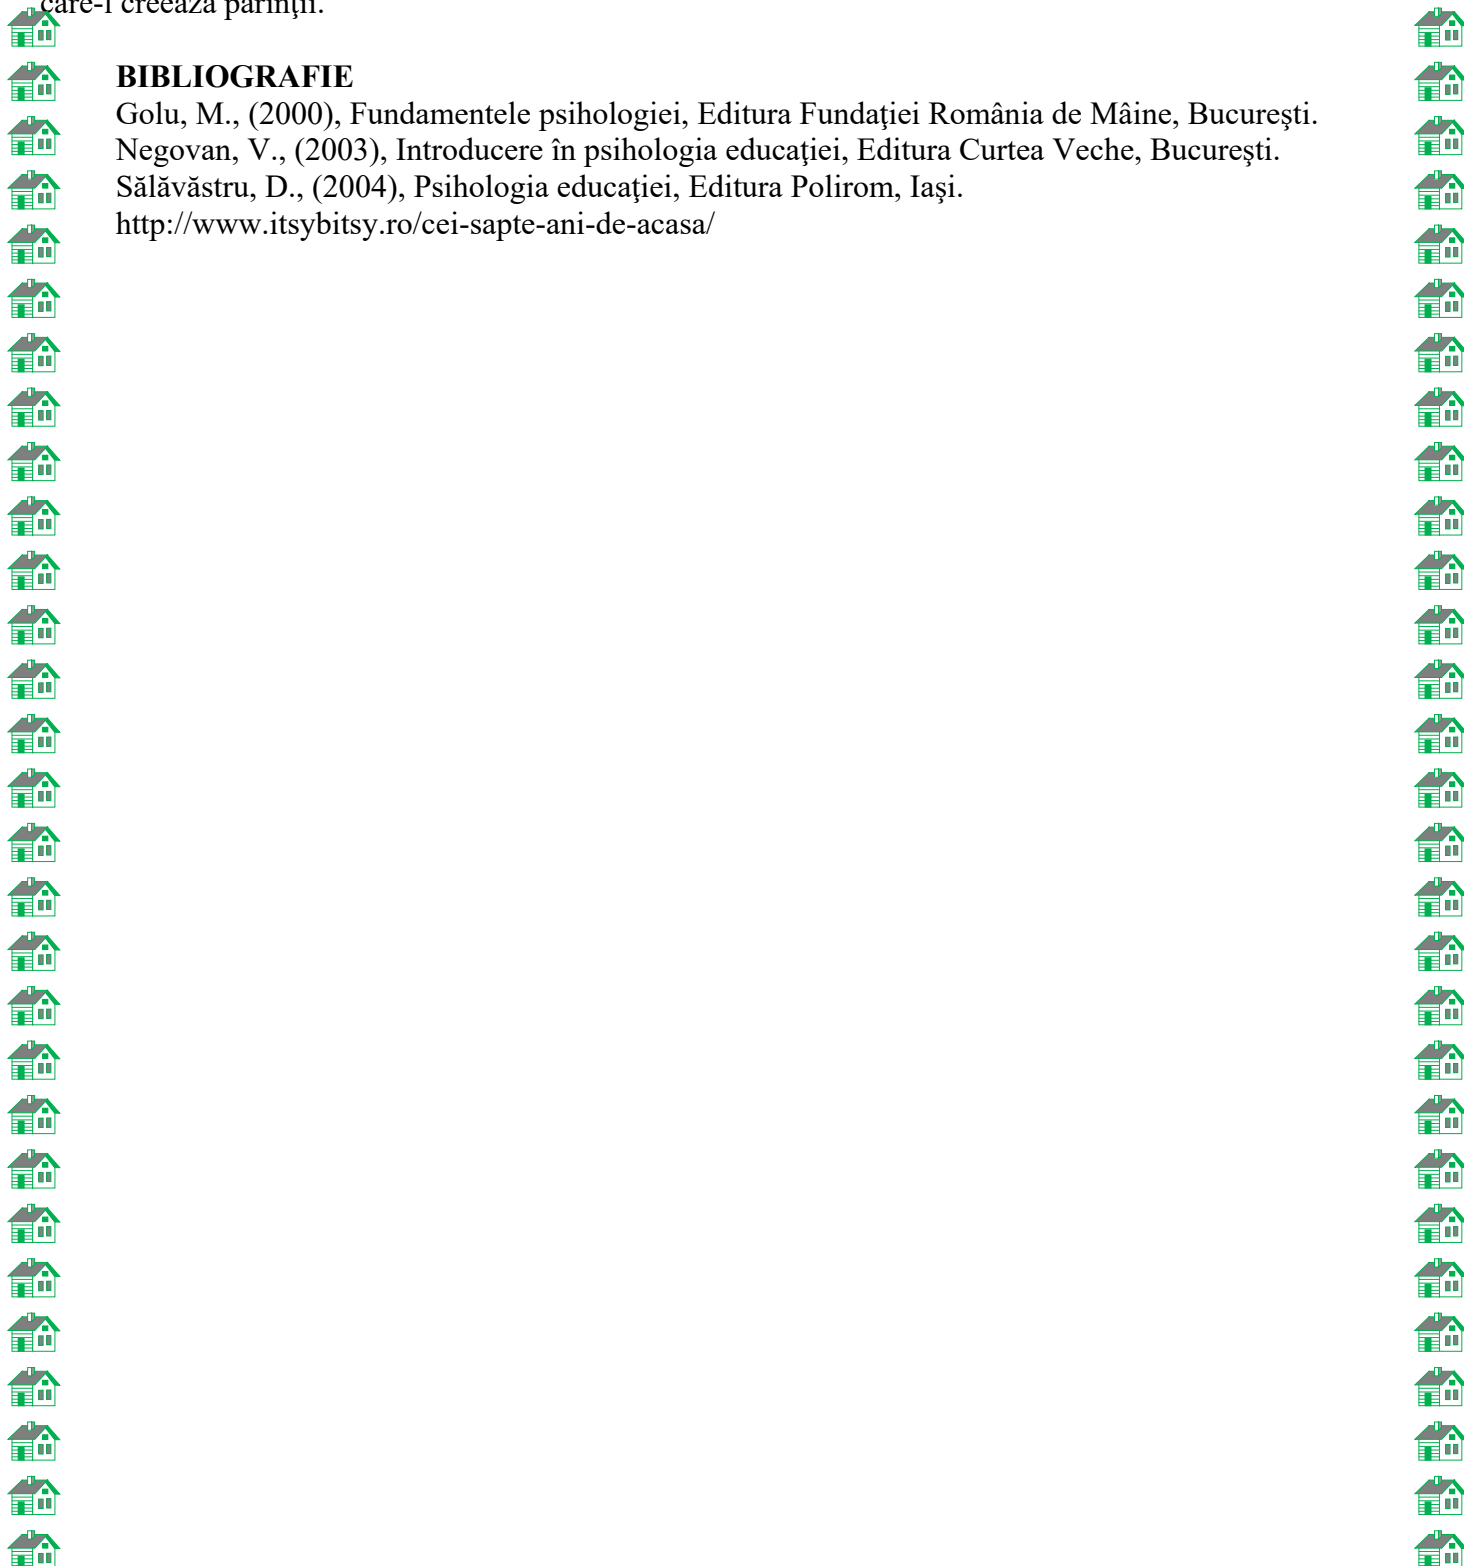 care-l creează părinţii.
BIBLIOGRAFIE
Golu, M., (2000), Fundamentele psihologiei, Editura Fundaţiei România de Mâine, Bucureşti.
Negovan, V., (2003), Introducere în psihologia educaţiei, Editura Curtea Veche, Bucureşti.
Sălăvăstru, D., (2004), Psihologia educaţiei, Editura Polirom, Iaşi.
http://www.itsybitsy.ro/cei-sapte-ani-de-acasa/